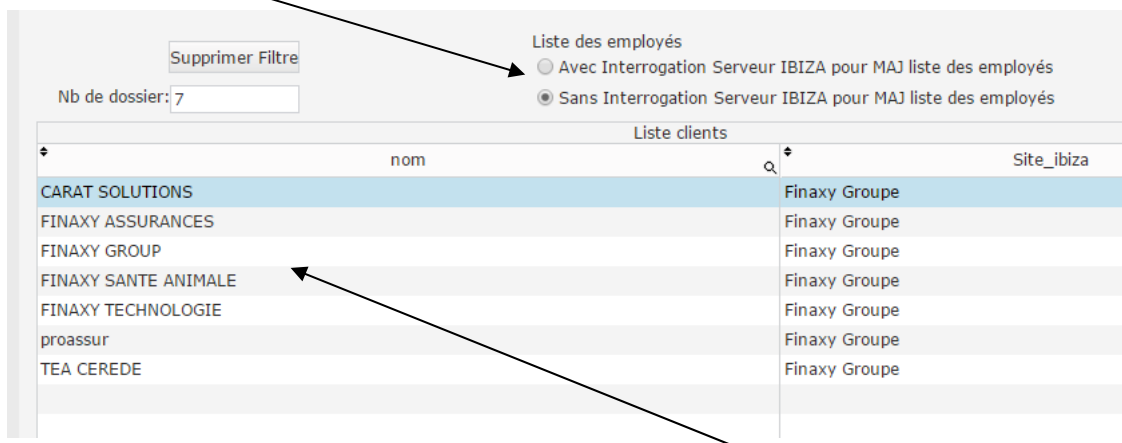 Liste des employés
Supprimer Filtre
Avec Interrogation Serveur IBIZA pour MAJ liste des employés
Nb de dossier: 7
Sans Interrogation Serveur IBIZA pour MAJ liste des employés
Liste clients
nom Site_ibiza
CARAT SOLUTIONS Finaxy Groupe
FINAXY ASSURANCES Finaxy Groupe
FINAXY GROUP Finaxy Groupe
FINAXY SANTE ANIMALE Finaxy Groupe
FINAXY TECHNOLOGIE Finaxy Groupe
proassur Finaxy Groupe
TEA CEREDE Finaxy Groupe